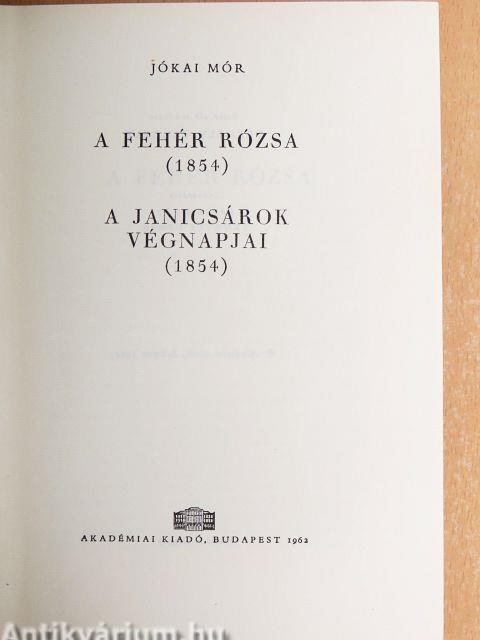 JÓKAI MÓR
A FEHÉR RÓZSA
(1854)
A JANICSÁROK
VÉGNAPJAI
(1854)
AKADÉMIAI KIADÓ, BUDAPEST 1962
Antikvárium.hu